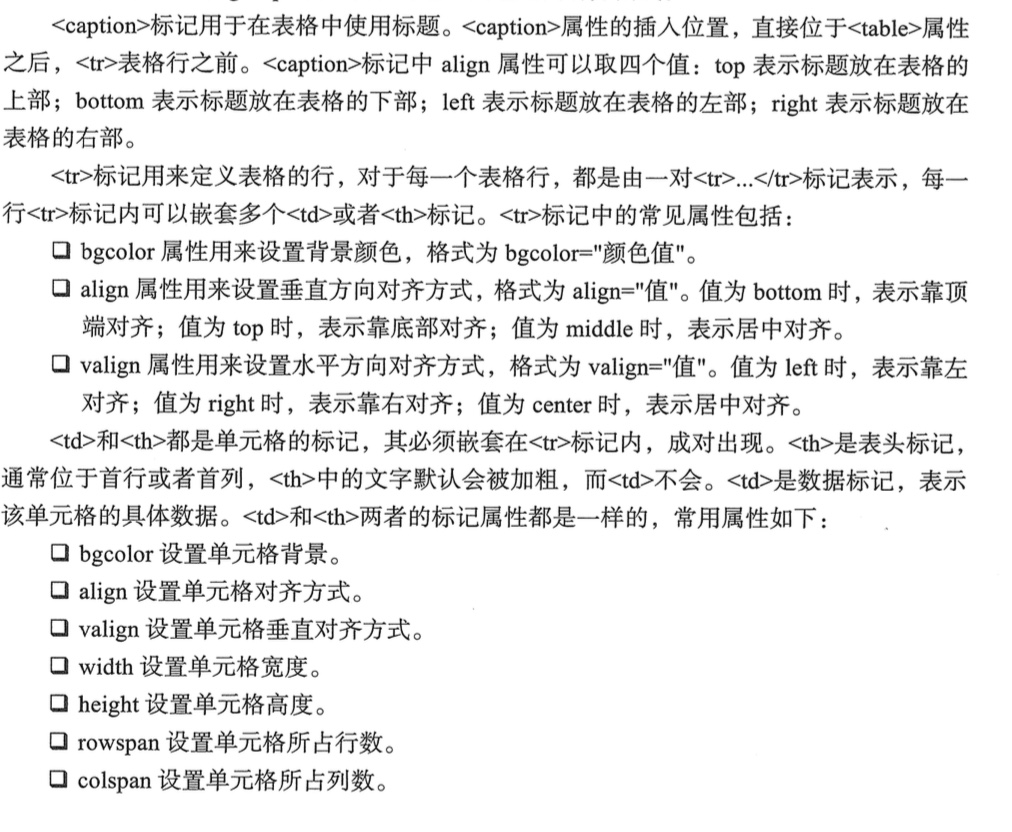 <caption>标记用于在表格中使用标题。<caption>属性的插入位置，直接位于<table>属性
之后，<tr>表格行之前。<caption>标记中 align 属性可以取四个值：top 表示标题放在表格的
上部；bottom 表示标题放在表格的下部；left 表示标题放在表格的左部；right 表示标题放在
表格的右部。
<tr>标记用来定义表格的行，对于每一个表格行，都是由一对<tr>...</tr>标记表示，每一
行<tr>标记内可以嵌套多个<td>或者<th>标记。<tr>标记中的常见属性包括：
❑ bgcolor 属性用来设置背景颜色，格式为 bgcolor="颜色值"。
❑ align 属性用来设置垂直方向对齐方式，格式为 align="值"。值为 bottom 时，表示靠顶
端对齐；值为 top 时，表示靠底部对齐；值为 middle 时，表示居中对齐。
❑ valign 属性用来设置水平方向对齐方式，格式为 valign="值"。值为 left 时，表示靠左
对齐；值为 right 时，表示靠右对齐；值为 center 时，表示居中对齐。
<td>和<th>都是单元格的标记，其必须嵌套在<tr>标记内，成对出现。<th>是表头标记，
通常位于首行或者首列，<th>中的文字默认会被加粗，而<td>不会。<td>是数据标记，表示
该单元格的具体数据。<td>和<th>两者的标记属性都是一样的，常用属性如下：
❑ bgcolor 设置单元格背景。
❑ align 设置单元格对齐方式。
❑ valign 设置单元格垂直对齐方式。
❑ width 设置单元格宽度。
❑ height 设置单元格高度。
❑ rowspan 设置单元格所占行数。
❑ colspan 设置单元格所占列数。